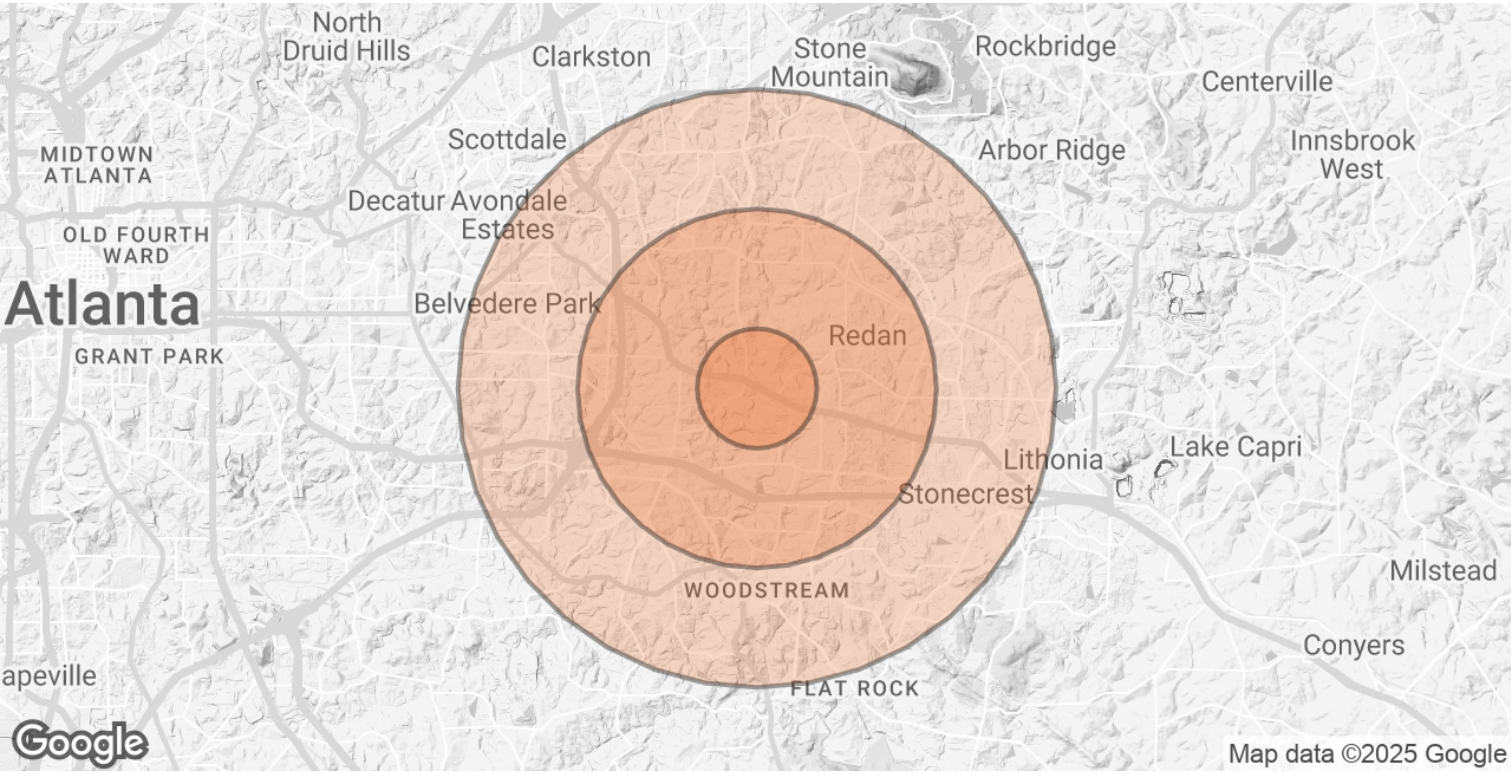 North
Druid Hills
Clarkston
Stone
Mountain
Rockbridge
Centerville
Scottdale
MIDTOWN
ATLANTA
Arbor Ridge
Innsbrook
West
Decatur
Avondale
Estates
OLD FOURTH
WARD
Atlanta
Belvedere Park
GRANT PARK
Redan
Lithonia
Lake Capri
Stonecrest
WOODSTREAM
Milstead
Conyers
apeville
FLAT ROCK
Google
Map data ©2025 Google